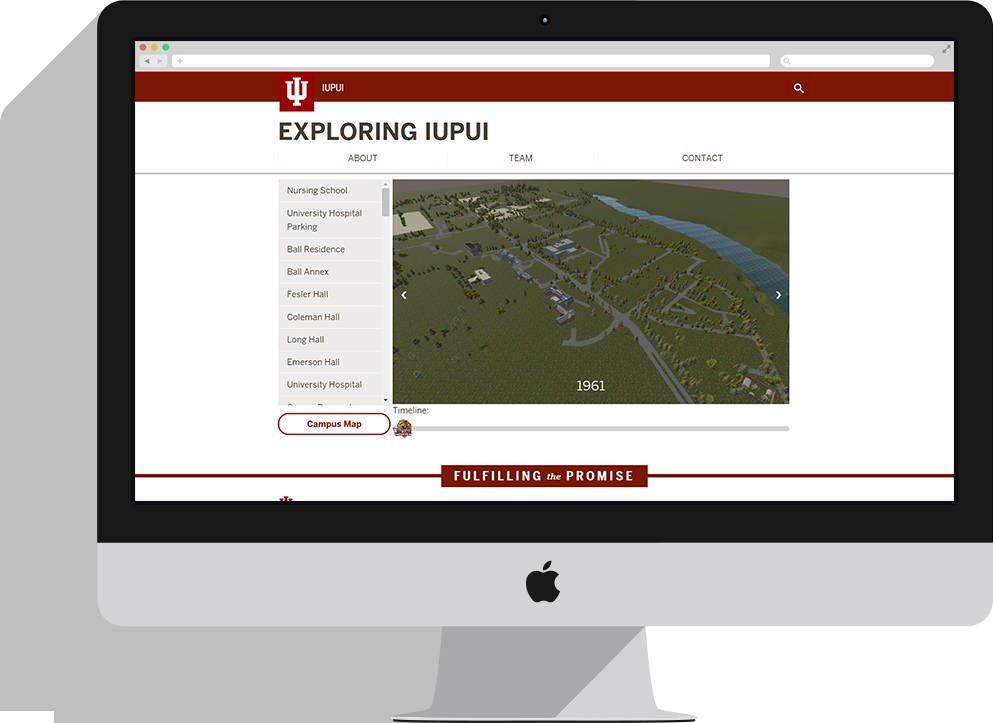 IUPUI
EXPLORING IUPUI
ABOUT
TEAM
CONTACT
Nursing School
University Hospital
Parking
Ball Residence
Ball Annex
Fesler Hall
Coleman Hall
Long Hall
Emerson Hall
University Hospital
1961
Campus Map
Timeline:
FULFILLING the PROMISE